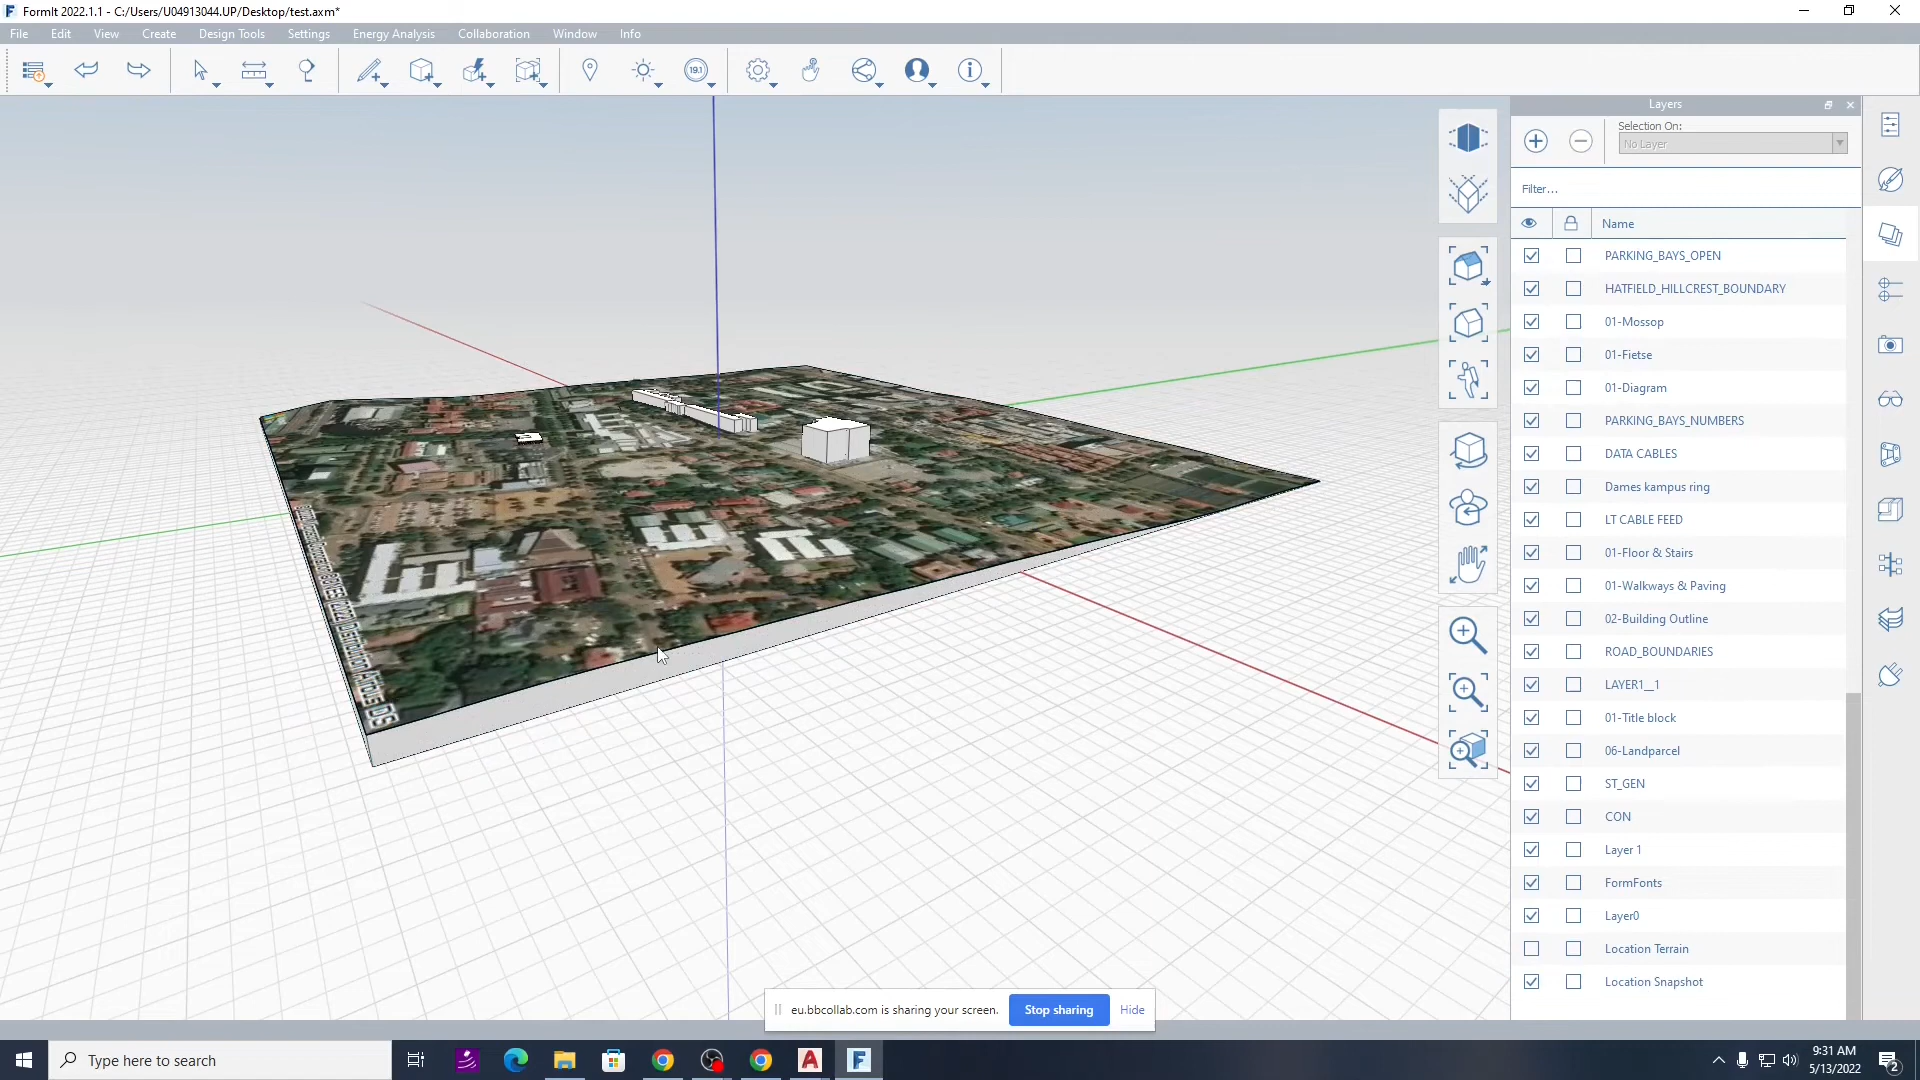 FormIt 2022.1.1 - C:/Users/U04913044.UP/Desktop/test.axm*
File Edit View Create Design Tools Settings Energy Analysis Collaboration Window Info
19.1
Layers
Selection On:
No Layer
Filter...
Name
PARKING_BAYS_OPEN
HATFIELD_HILLCREST_BOUNDARY
01-Mossop
01-Fietse
01-Diagram
PARKING_BAYS_NUMBERS
DATA CABLES
Dames kampus ring
LT CABLE FEED
01-Floor & Stairs
01-Walkways & Paving
02-Building Outline
ROAD_BOUNDARIES
LAYER1__1
01-Title block
06-Landparcel
ST_GEN
CON
Layer 1
FormFonts
Layer0
Location Terrain
Location Snapshot
eu.bbcollab.com is sharing your screen.
Stop sharing
Hide
Type here to search
9:31 AM
5/13/2022
2